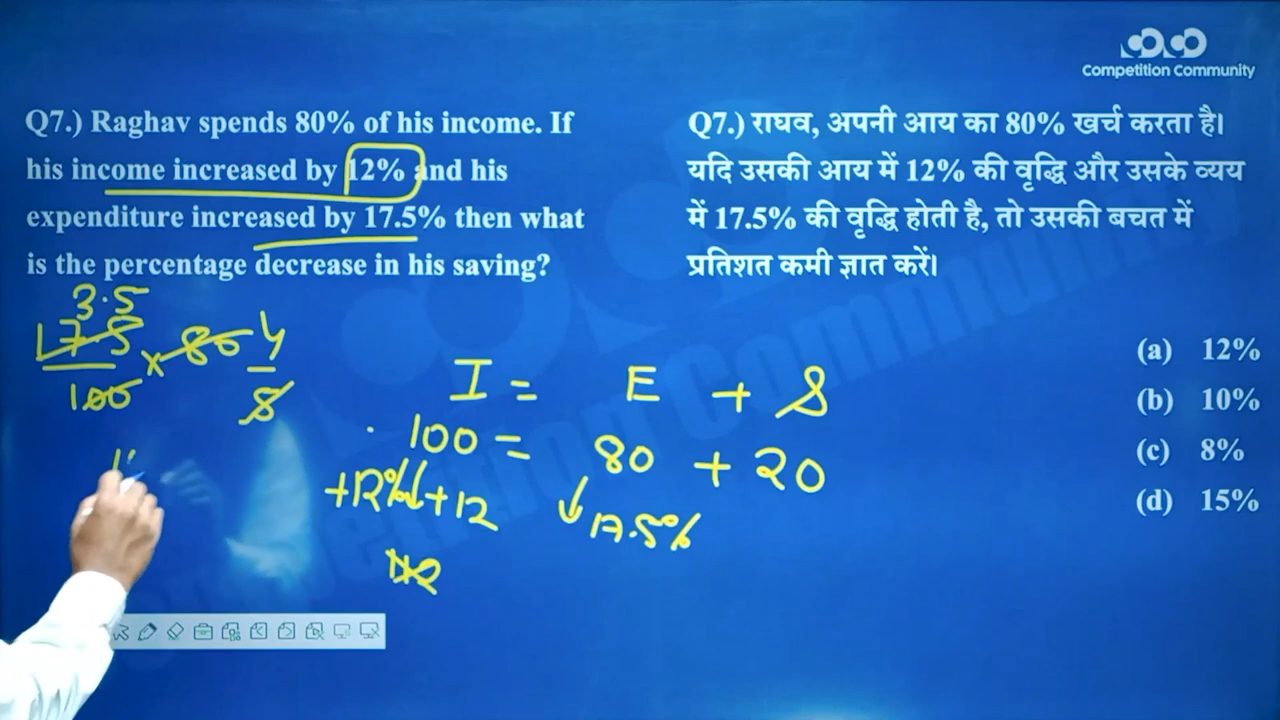 Competition Community
Q7.) Raghav spends 80% of his income. If
his income increased by 12% and his
expenditure increased by 17.5% then what
is the percentage decrease in his saving?
Q7.) राघव, अपनी आय का 80% खर्च करता है।
यदि उसकी आय में 12% की वृद्धि और उसके व्यय
में 17.5% की वृद्धि होती है, तो उसकी बचत में
प्रतिशत कमी ज्ञात करें।
(a) 12%
(b) 10%
(c) 8%
(d) 15%
3.5
175 × 80 4
100 8
I = E + S
100 = 80 + 20
+12% ↓ +12 ↓ 17.5%